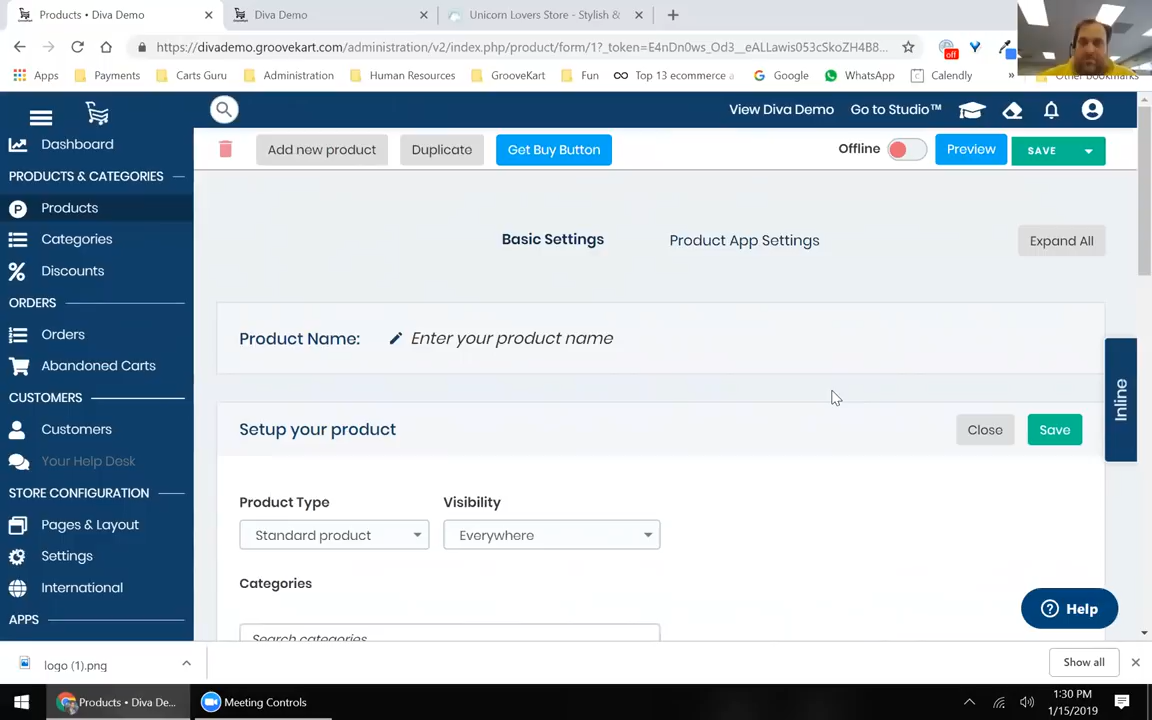 Products • Diva Demo
Diva Demo
Unicorn Lovers Store - Stylish &
https://divademo.groovekart.com/administration/v2/index.php/product/form/1?_token=E4nDn0ws_Od3__eALLawis053cSkoZH4B8...
off
Apps
Payments
Carts Guru
Administration
Human Resources
GrooveKart
Fun
Top 13 ecommerce
Google
WhatsApp
Calendly
»
Other Bookmarks
View Diva Demo
Go to Studio™
Dashboard
PRODUCTS & CATEGORIES
Products
Categories
Discounts
ORDERS
Orders
Abandoned Carts
CUSTOMERS
Customers
Your Help Desk
STORE CONFIGURATION
Pages & Layout
Settings
International
APPS
Add new product
Duplicate
Get Buy Button
Offline
Preview
SAVE
Basic Settings
Product App Settings
Expand All
Product Name:
Enter your product name
Inline
Setup your product
Close
Save
Product Type
Visibility
Standard product
Everywhere
Categories
Search categories
Help
logo (1).png
Show all
Products • Diva De...
Meeting Controls
1:30 PM
1/15/2019